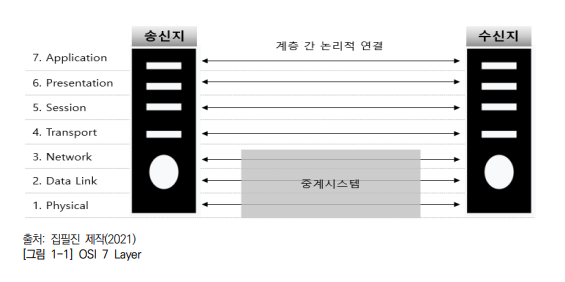 송신지
수신지
계층 간 논리적 연결
7. Application
6. Presentation
5. Session
4. Transport
3. Network
2. Data Link
중계시스템
1. Physical
출처: 집필진 제작(2021)
[그림 1-1] OSI 7 Layer